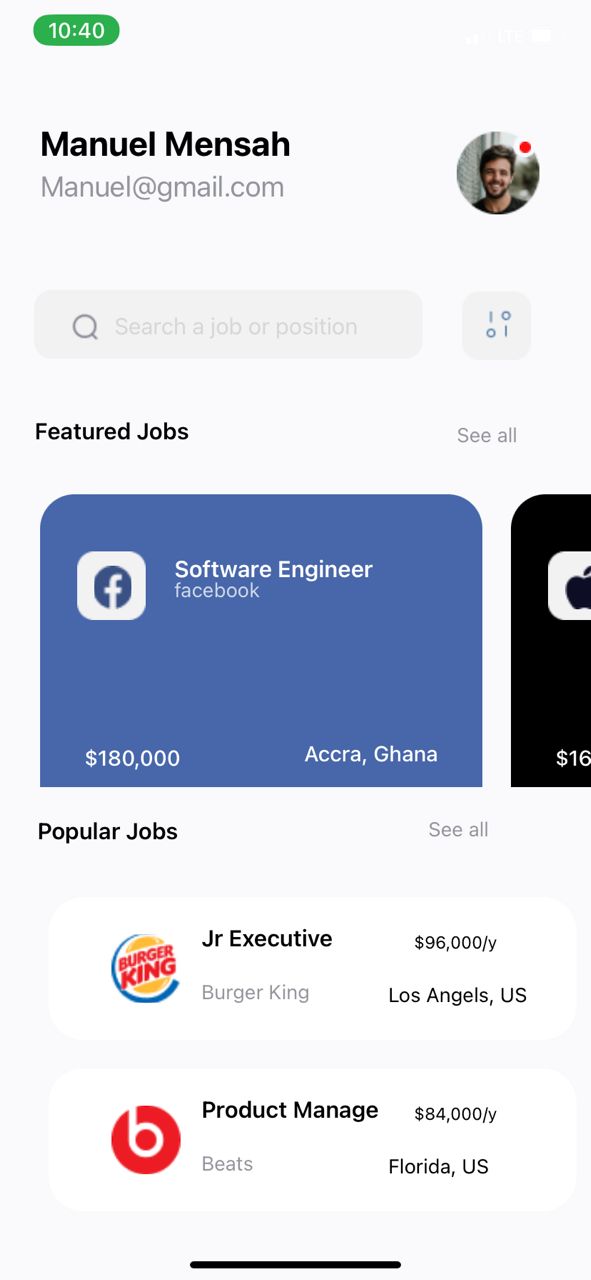 10:40
LTE
Manuel Mensah
Manuel@gmail.com
Search a job or position
Featured Jobs
See all
Software Engineer
facebook
$180,000
Accra, Ghana
$16
Popular Jobs
See all
BURGER
KING
Jr Executive
$96,000/y
Burger King
Los Angels, US
Product Manage
$84,000/y
Beats
Florida, US